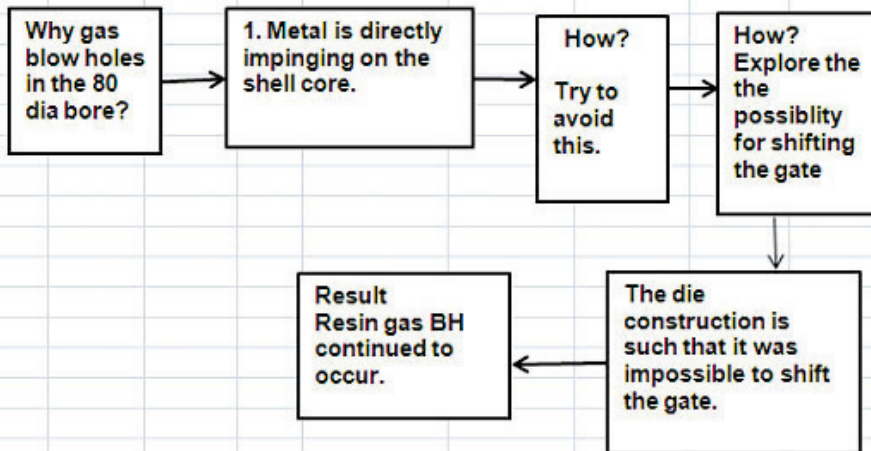 Why gas
blow holes
in the 80
dia bore?
1. Metal is directly
impinging on the
shell core.
How?
Try to
avoid
this.
How?
Explore the
the
possiblity
for shifting
the gate
The die
construction is
such that it was
impossible to shift
the gate.
Result
Resin gas BH
continued to
occur.